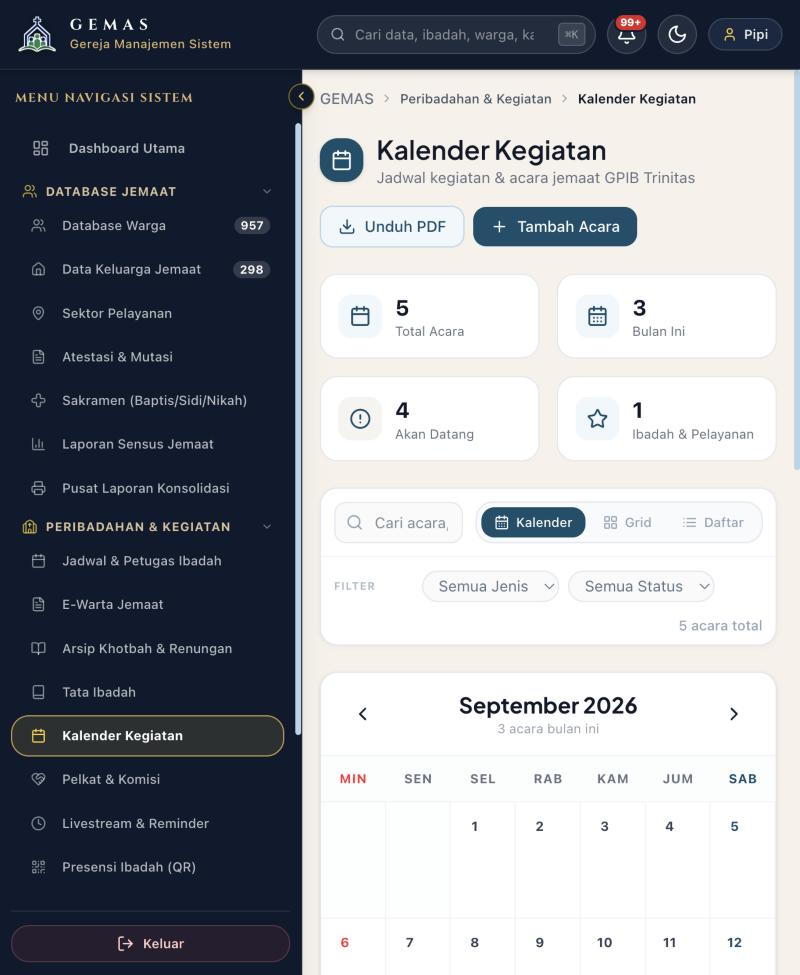 GEMAS
Gereja Manajemen Sistem
Cari data, ibadah, warga, ka
⌘K
99+
Pipi
MENU NAVIGASI SISTEM
Dashboard Utama
DATABASE JEMAAT
Database Warga 957
Data Keluarga Jemaat 298
Sektor Pelayanan
Atestasi & Mutasi
Sakramen (Baptis/Sidi/Nikah)
Laporan Sensus Jemaat
Pusat Laporan Konsolidasi
PERIBADAHAN & KEGIATAN
Jadwal & Petugas Ibadah
E-Warta Jemaat
Arsip Khotbah & Renungan
Tata Ibadah
Kalender Kegiatan
Pelkat & Komisi
Livestream & Reminder
Presensi Ibadah (QR)
Keluar
GEMAS > Peribadahan & Kegiatan > Kalender Kegiatan
Kalender Kegiatan
Jadwal kegiatan & acara jemaat GPIB Trinitas
Unduh PDF
Tambah Acara
5
Total Acara
3
Bulan Ini
4
Akan Datang
1
Ibadah & Pelayanan
Cari acara,
Kalender Grid Daftar
FILTER Semua Jenis Semua Status
5 acara total
September 2026
3 acara bulan ini
MIN SEN SEL RAB KAM JUM SAB
1 2 3 4 5
6 7 8 9 10 11 12